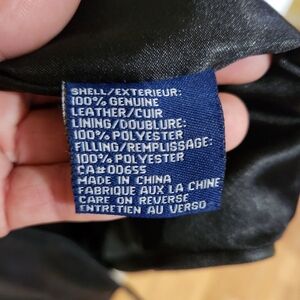 SHELL/EXTERIEUR:
100% GENUINE
LEATHER/CUIR
LINING/DOUBLURE:
100% POLYESTER
FILLING/REMPLISSAGE:
100% POLYESTER
CA#00655
MADE IN CHINA
FABRIQUE AUX LA CHINE
CARE ON REVERSE
ENTRETIEN AU VERSO